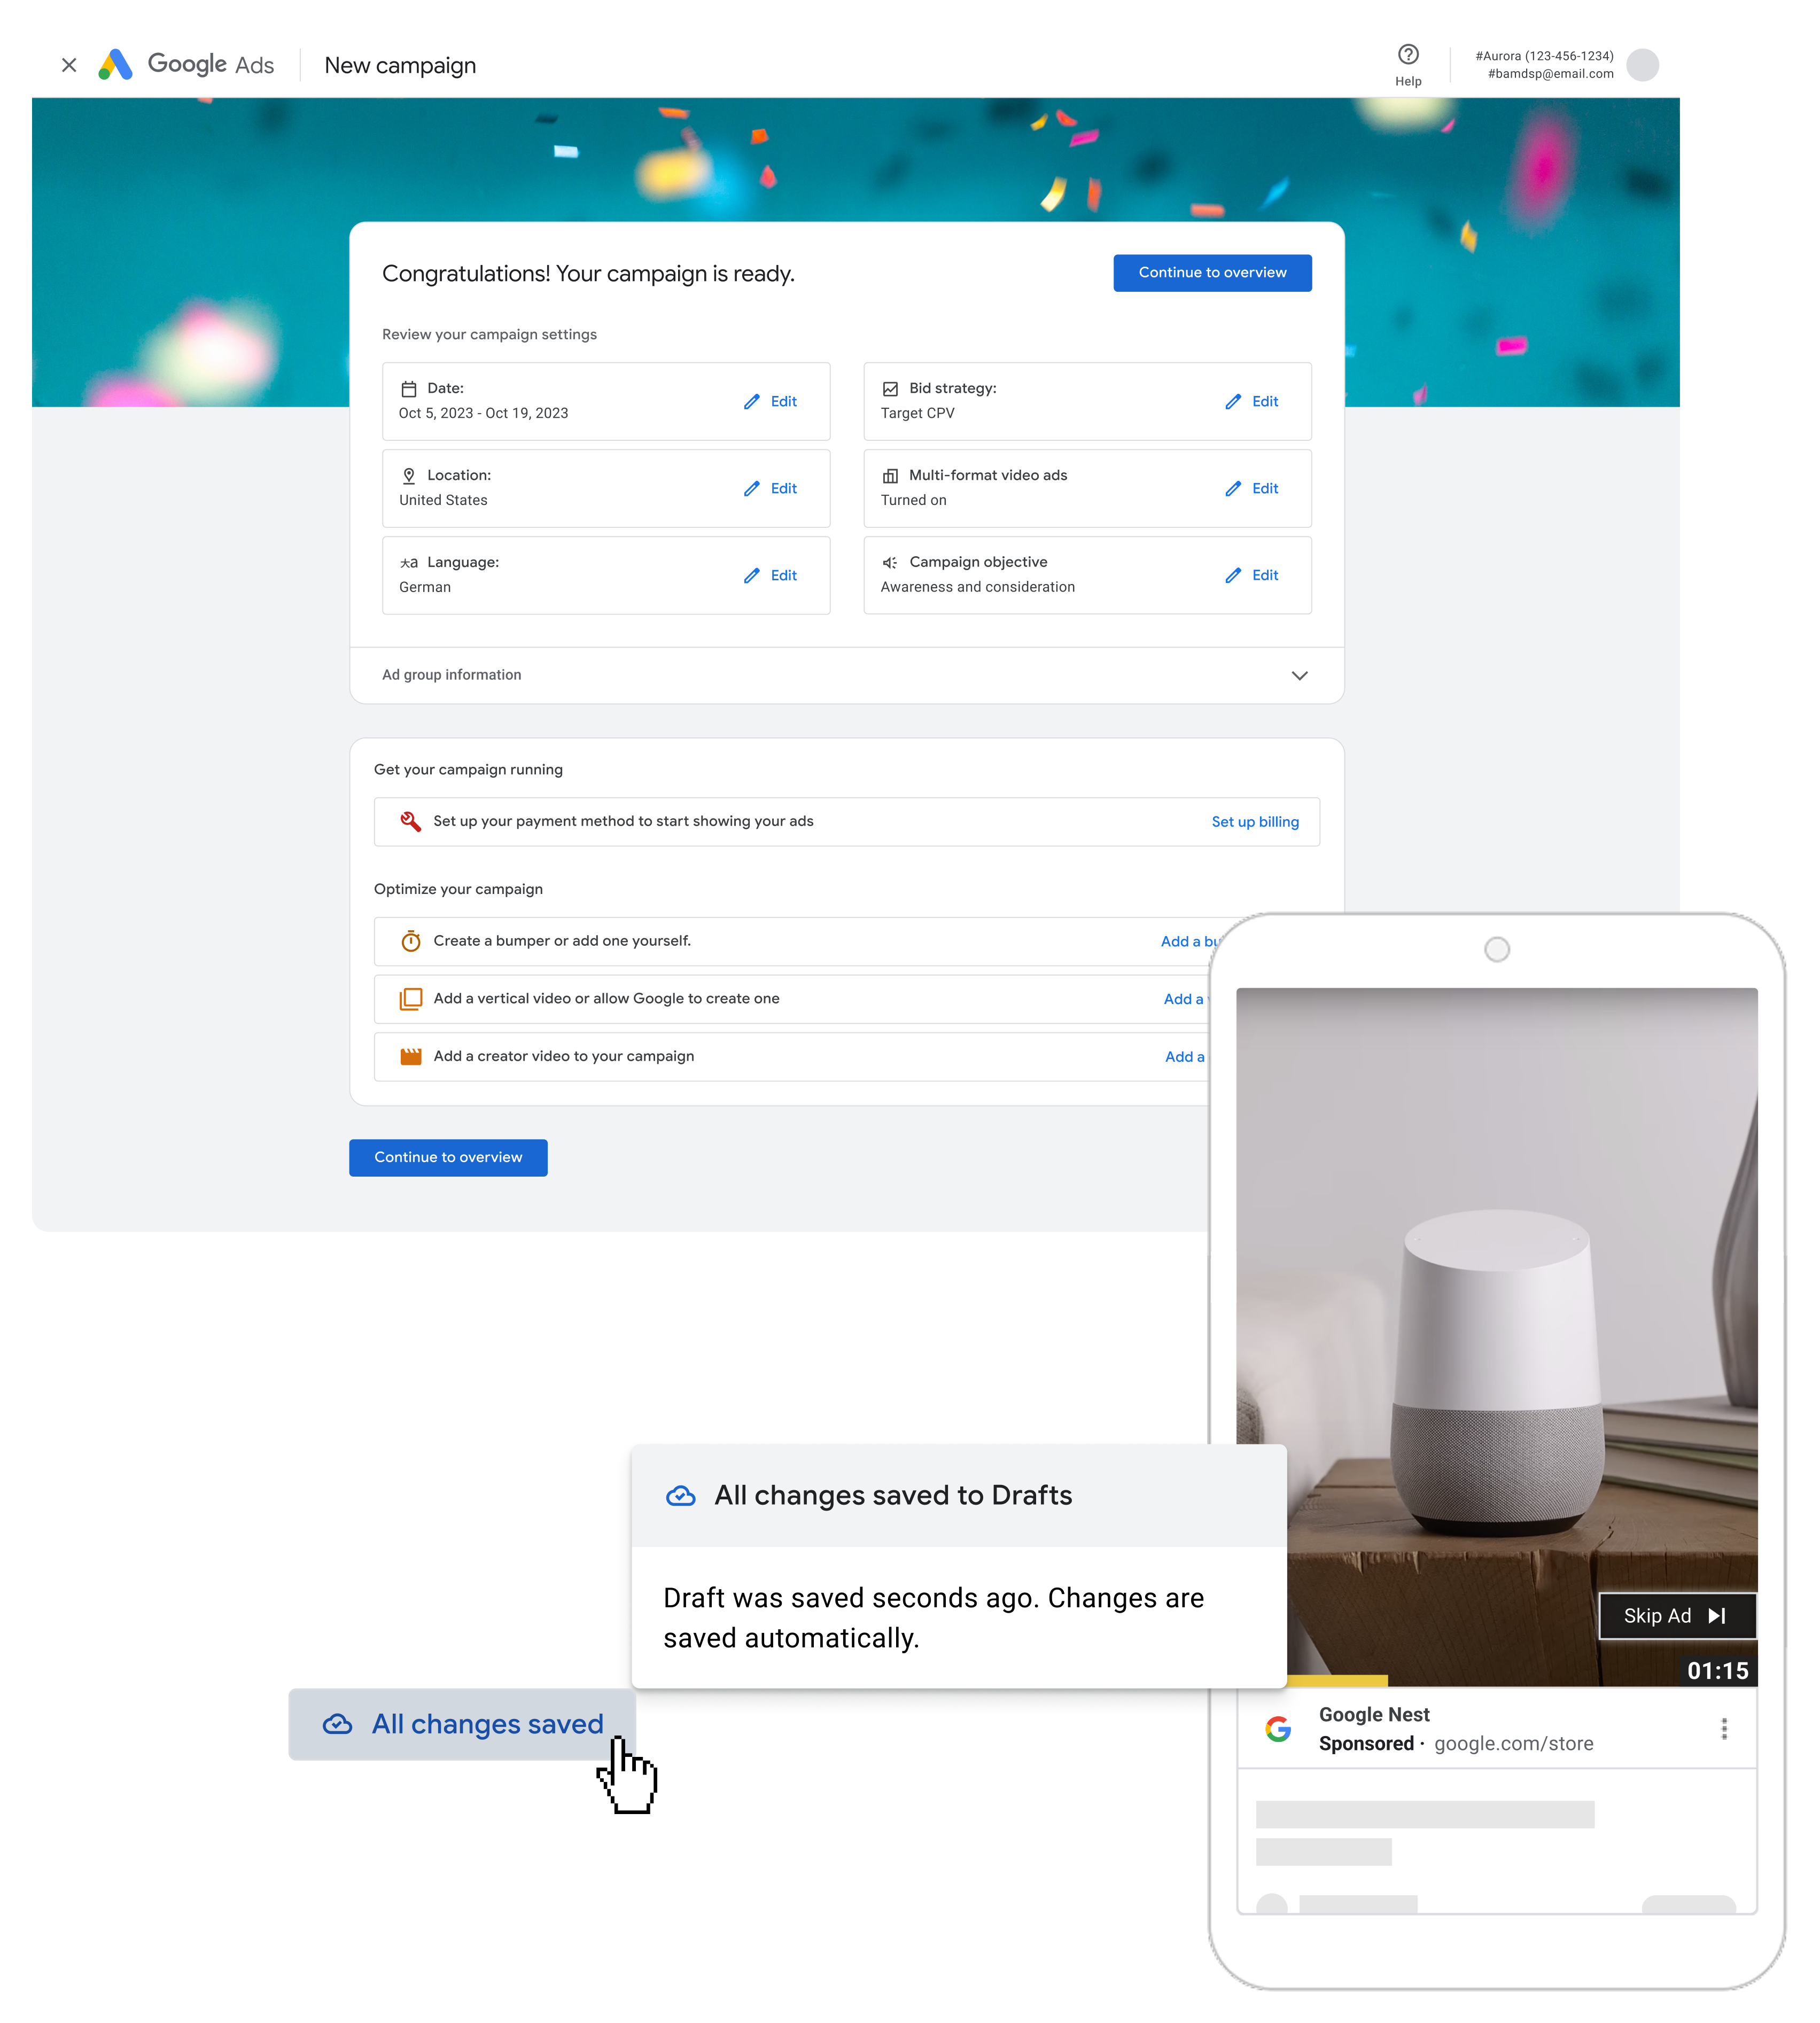 Google Ads
New campaign
Help
#Aurora (123-456-1234)
#bamdsp@email.com
Congratulations! Your campaign is ready.
Continue to overview
Review your campaign settings
Date:
Oct 5, 2023 - Oct 19, 2023
Edit
Bid strategy:
Target CPV
Edit
Location:
United States
Edit
Multi-format video ads
Turned on
Edit
Language:
German
Edit
Campaign objective
Awareness and consideration
Edit
Ad group information
Get your campaign running
Set up your payment method to start showing your ads
Set up billing
Optimize your campaign
Create a bumper or add one yourself.
Add a
Add a vertical video or allow Google to create one
Add a
Add a creator video to your campaign
Add a
Continue to overview
All changes saved to Drafts
Draft was saved seconds ago. Changes are
saved automatically.
All changes saved
Skip Ad
01:15
Google Nest
Sponsored · google.com/store